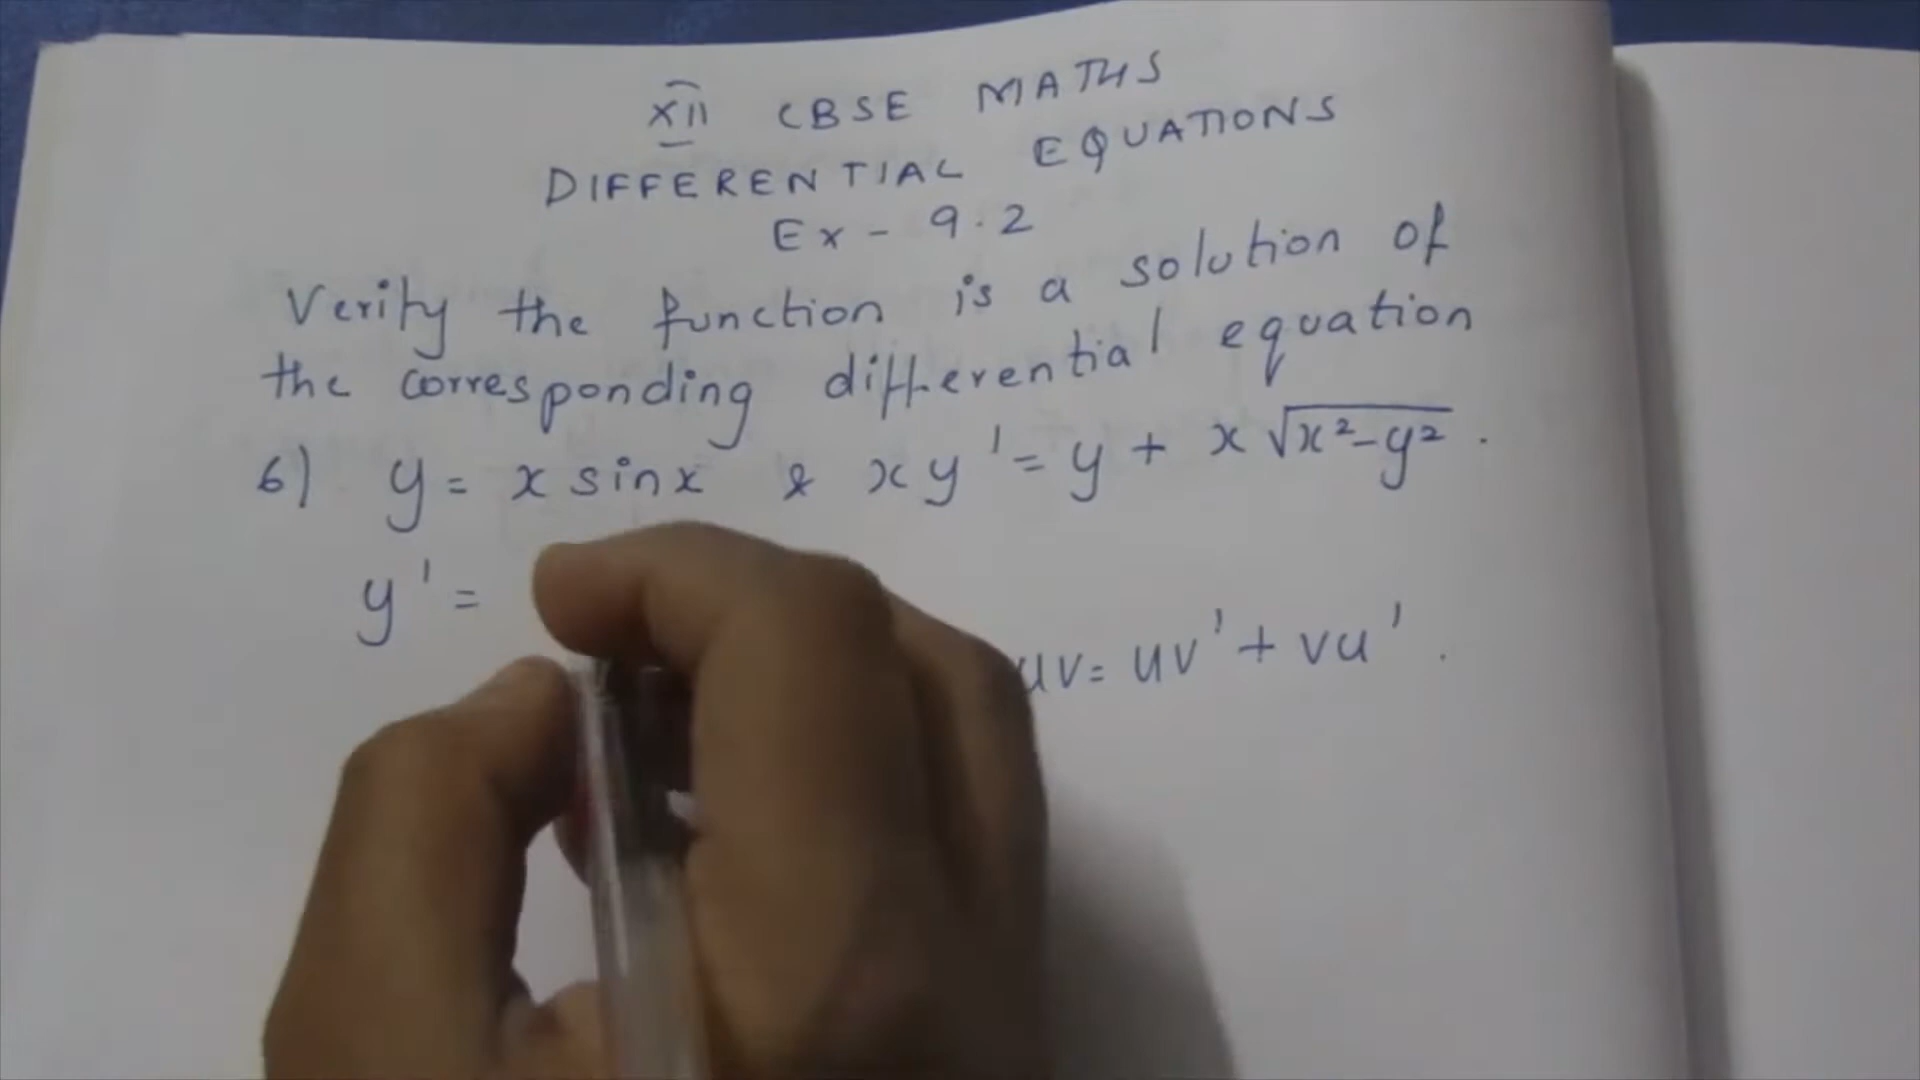 XII CBSE MATHS
DIFFERENTIAL EQUATIONS
Ex - 9.2
Verify the function is a solution of
the corresponding differential equation
6) y = x sin x & xy' = y + x √(x²-y²) .
y' =
uv = uv' + vu' .